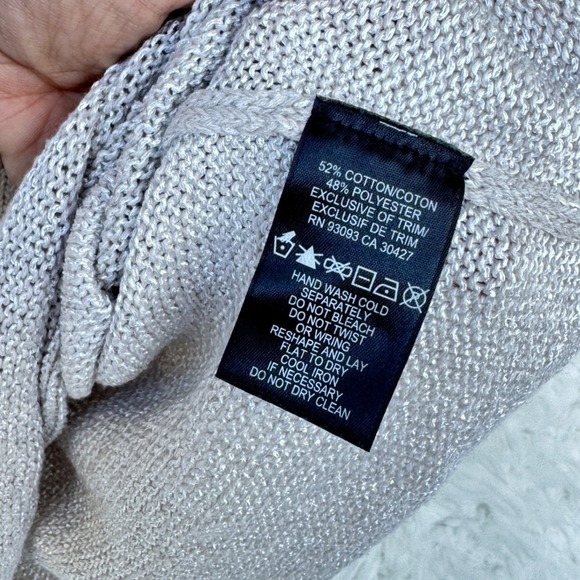 52% COTTON/COTON
48% POLYESTER
EXCLUSIVE OF TRIM/
EXCLUSIF DE TRIM
RN 93093 CA 30427
HAND WASH COLD
SEPARATELY
DO NOT BLEACH
DO NOT TWIST
OR WRING
RESHAPE AND LAY
FLAT TO DRY
COOL IRON
IF NECESSARY
DO NOT DRY CLEAN